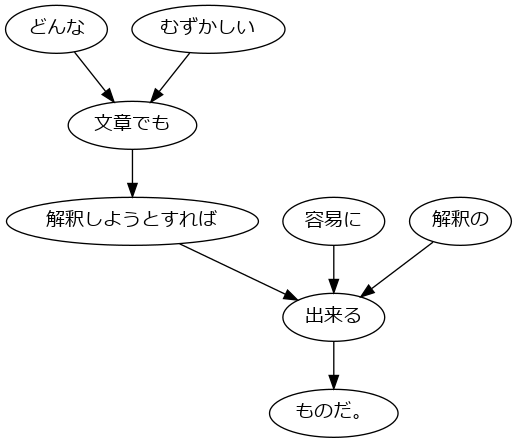 どんな
むずかしい
文章でも
解釈しようとすれば
容易に
解釈の
出来る
ものだ。